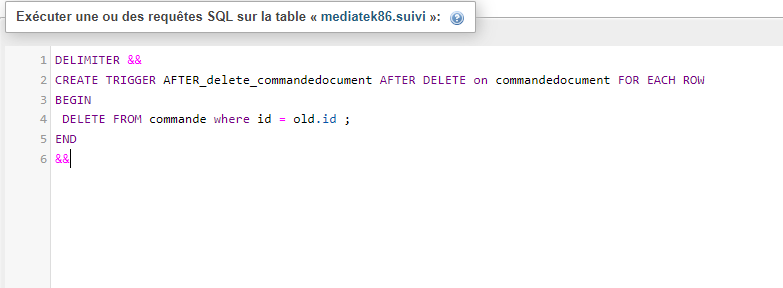 Exécuter une ou des requêtes SQL sur la table « mediatek86.suivi »:
1 DELIMITER &&
2 CREATE TRIGGER AFTER_delete_commandedocument AFTER DELETE on commandedocument FOR EACH ROW
3 BEGIN
4 DELETE FROM commande where id = old.id ;
5 END
6 &&